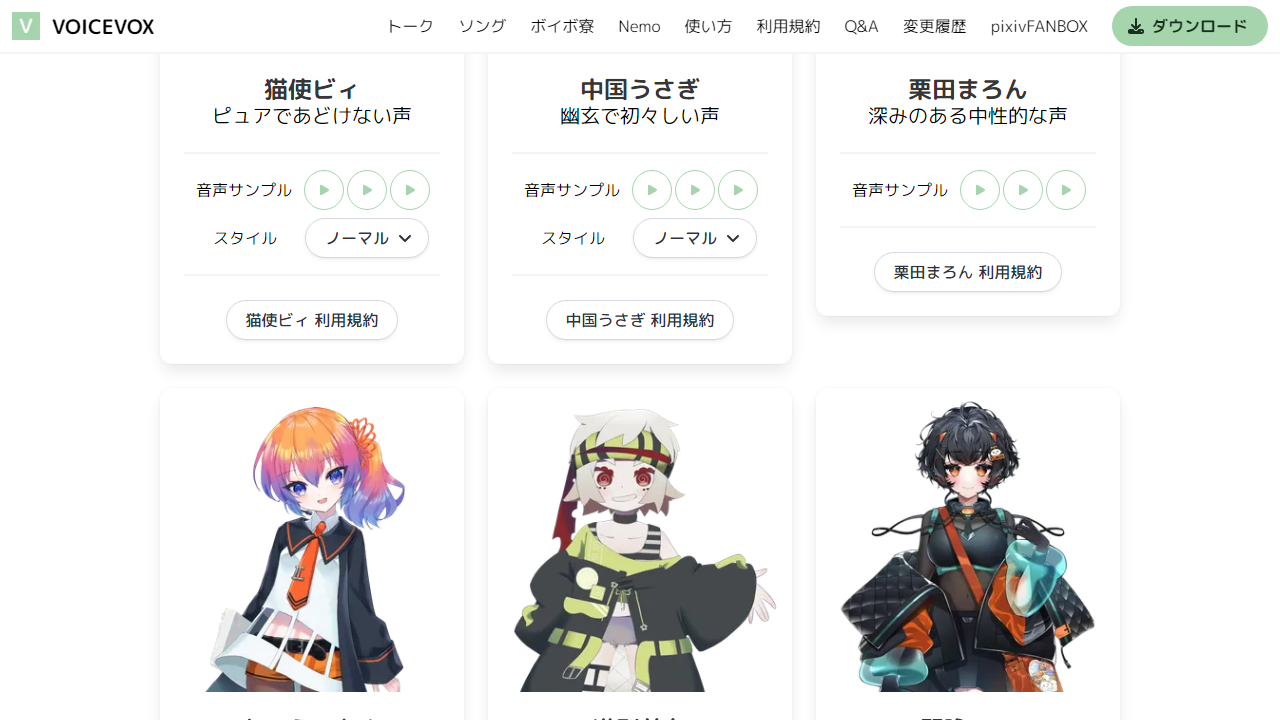 V VOICEVOX トーク ソング ボイボ寮 Nemo 使い方 利用規約 Q&A 変更履歴 pixivFANBOX ダウンロード
猫使ビィ
ピュアであどけない声
音声サンプル
スタイル ノーマル
猫使ビィ 利用規約
中国うさぎ
幽玄で初々しい声
音声サンプル
スタイル ノーマル
中国うさぎ 利用規約
栗田まろん
深みのある中性的な声
音声サンプル
栗田まろん 利用規約